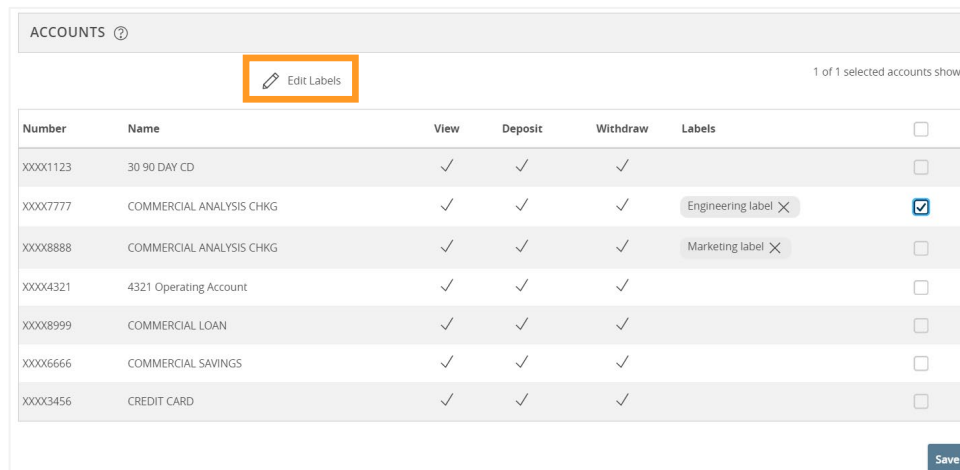 ACCOUNTS ?
Edit Labels
1 of 1 selected accounts show
Number Name View Deposit Withdraw Labels
XXXX1123 30 90 DAY CD
XXXX7777 COMMERCIAL ANALYSIS CHKG Engineering label
XXXX8888 COMMERCIAL ANALYSIS CHKG Marketing label
XXXX4321 4321 Operating Account
XXXX8999 COMMERCIAL LOAN
XXXX6666 COMMERCIAL SAVINGS
XXXX3456 CREDIT CARD
Save